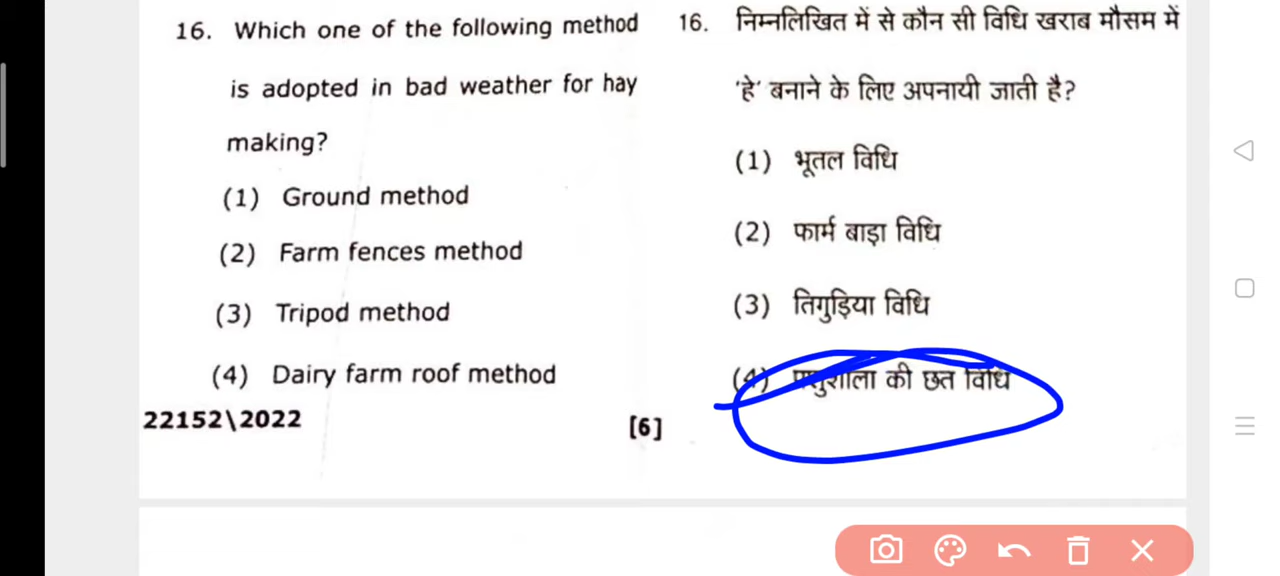 16. Which one of the following method
is adopted in bad weather for hay
making?
(1) Ground method
(2) Farm fences method
(3) Tripod method
(4) Dairy farm roof method
22152\2022
[6]
16. निम्नलिखित में से कौन सी विधि खराब मौसम में
'हे' बनाने के लिए अपनायी जाती है?
(1) भूतल विधि
(2) फार्म बाड़ा विधि
(3) तिगुड़िया विधि
(4) पशुशाला की छत विधि